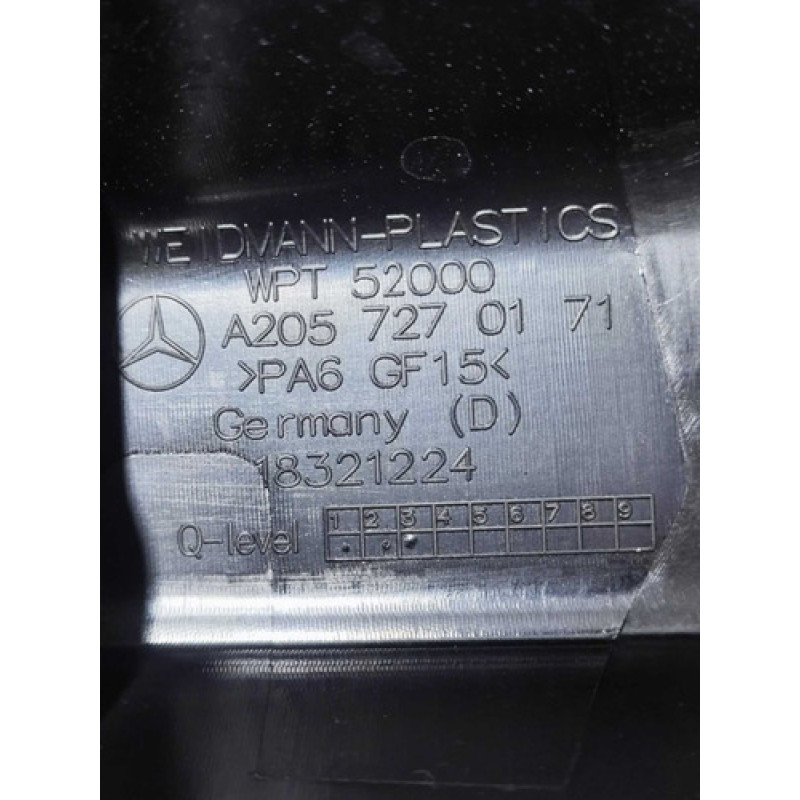 WEIDMANN-PLASTICS
WPT 52000
A205 727 01 71
>PA6 GF15<
Germany (D)
18321224
Q-level 1 2 3 4 5 6 7 8 9